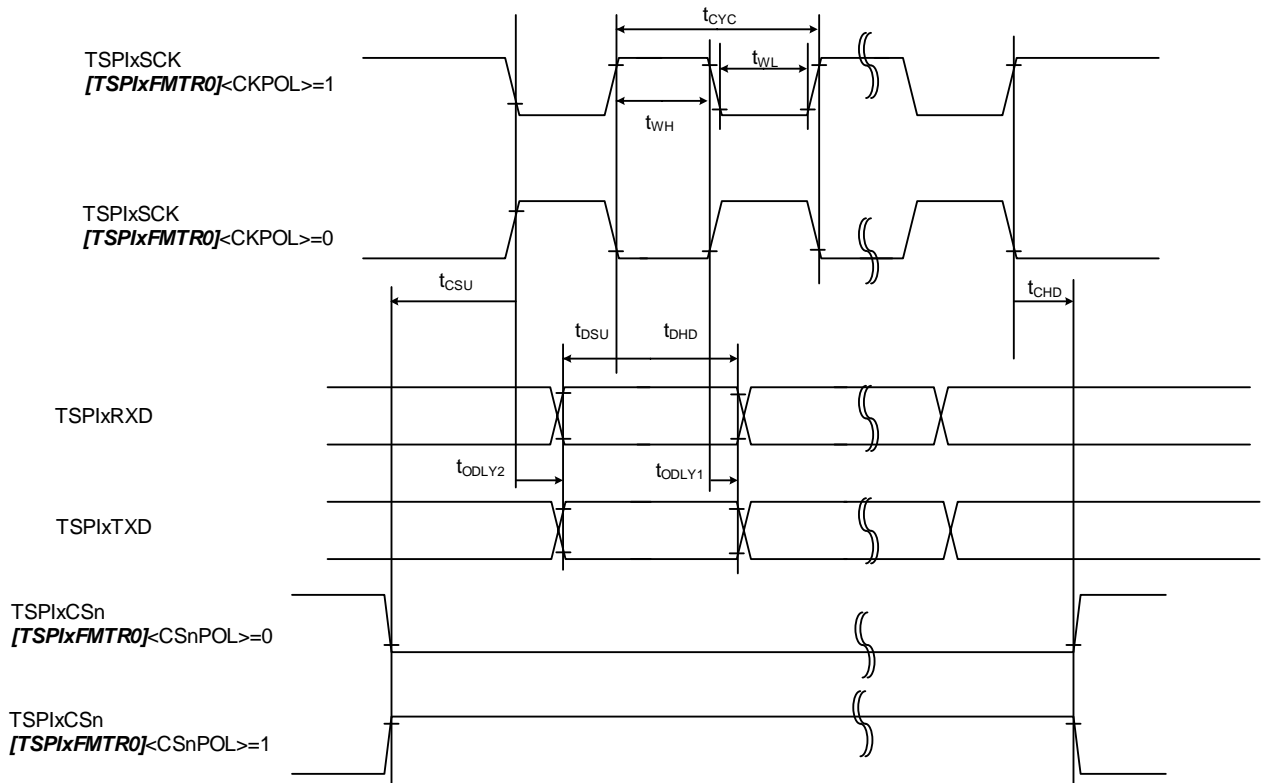 tCYC
TSPIxSCK
[TSPIxFMTR0]<CKPOL>=1
tWL
tWH
TSPIxSCK
[TSPIxFMTR0]<CKPOL>=0
tCSU
tCHD
tDSU
tDHD
TSPIxRXD
tODLY2
tODLY1
TSPIxTXD
TSPIxCSn
[TSPIxFMTR0]<CSnPOL>=0
TSPIxCSn
[TSPIxFMTR0]<CSnPOL>=1